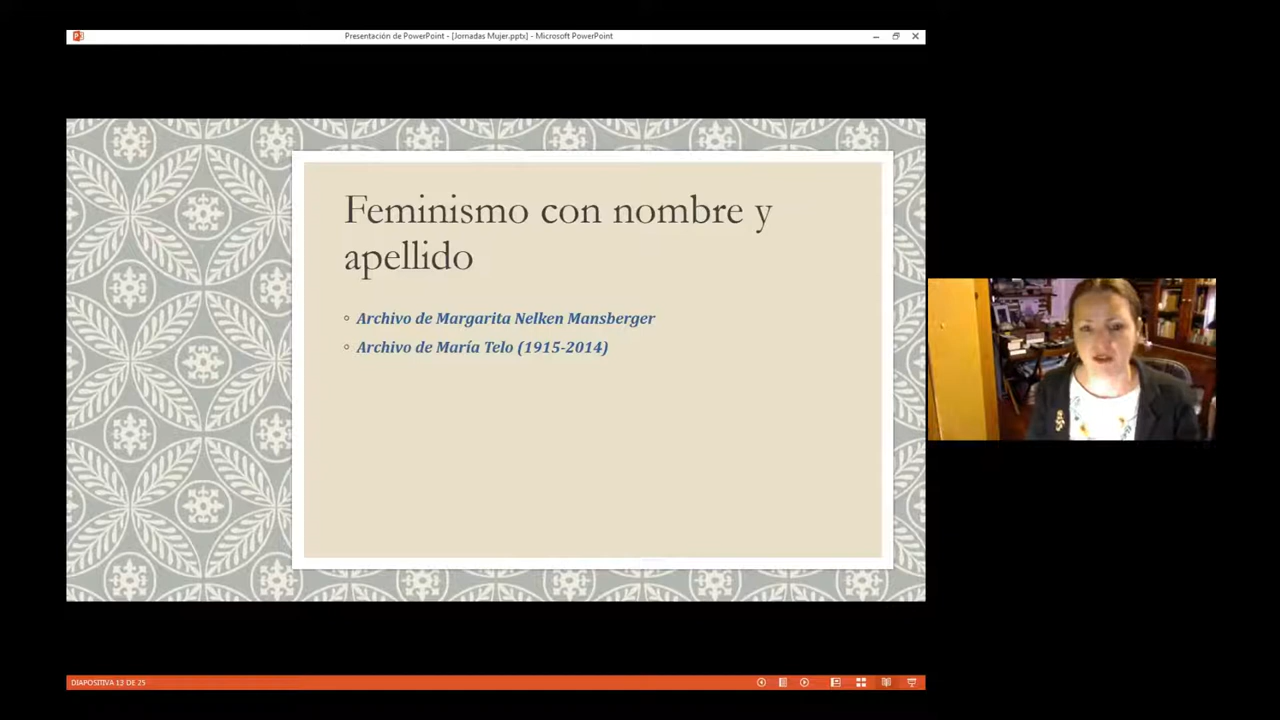 Presentación de PowerPoint - [Jornadas Mujer.pptx] - Microsoft PowerPoint
Feminismo con nombre y
apellido
Archivo de Margarita Nelken Mansberger
Archivo de María Telo (1915-2014)
DIAPOSITIVA 13 DE 25